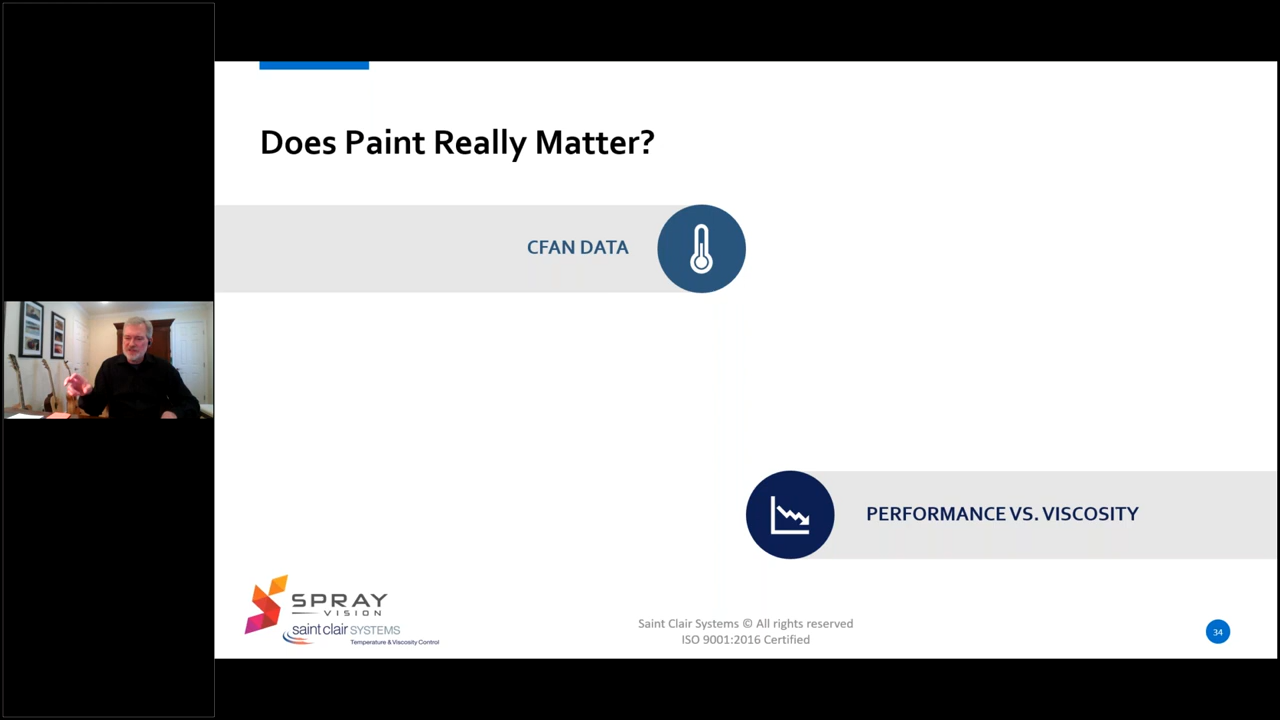 Does Paint Really Matter?
CFAN DATA
PERFORMANCE VS. VISCOSITY
SPRAY
VISION
saint clair SYSTEMS
Temperature & Viscosity Control
Saint Clair Systems © All rights reserved
ISO 9001:2016 Certified
34